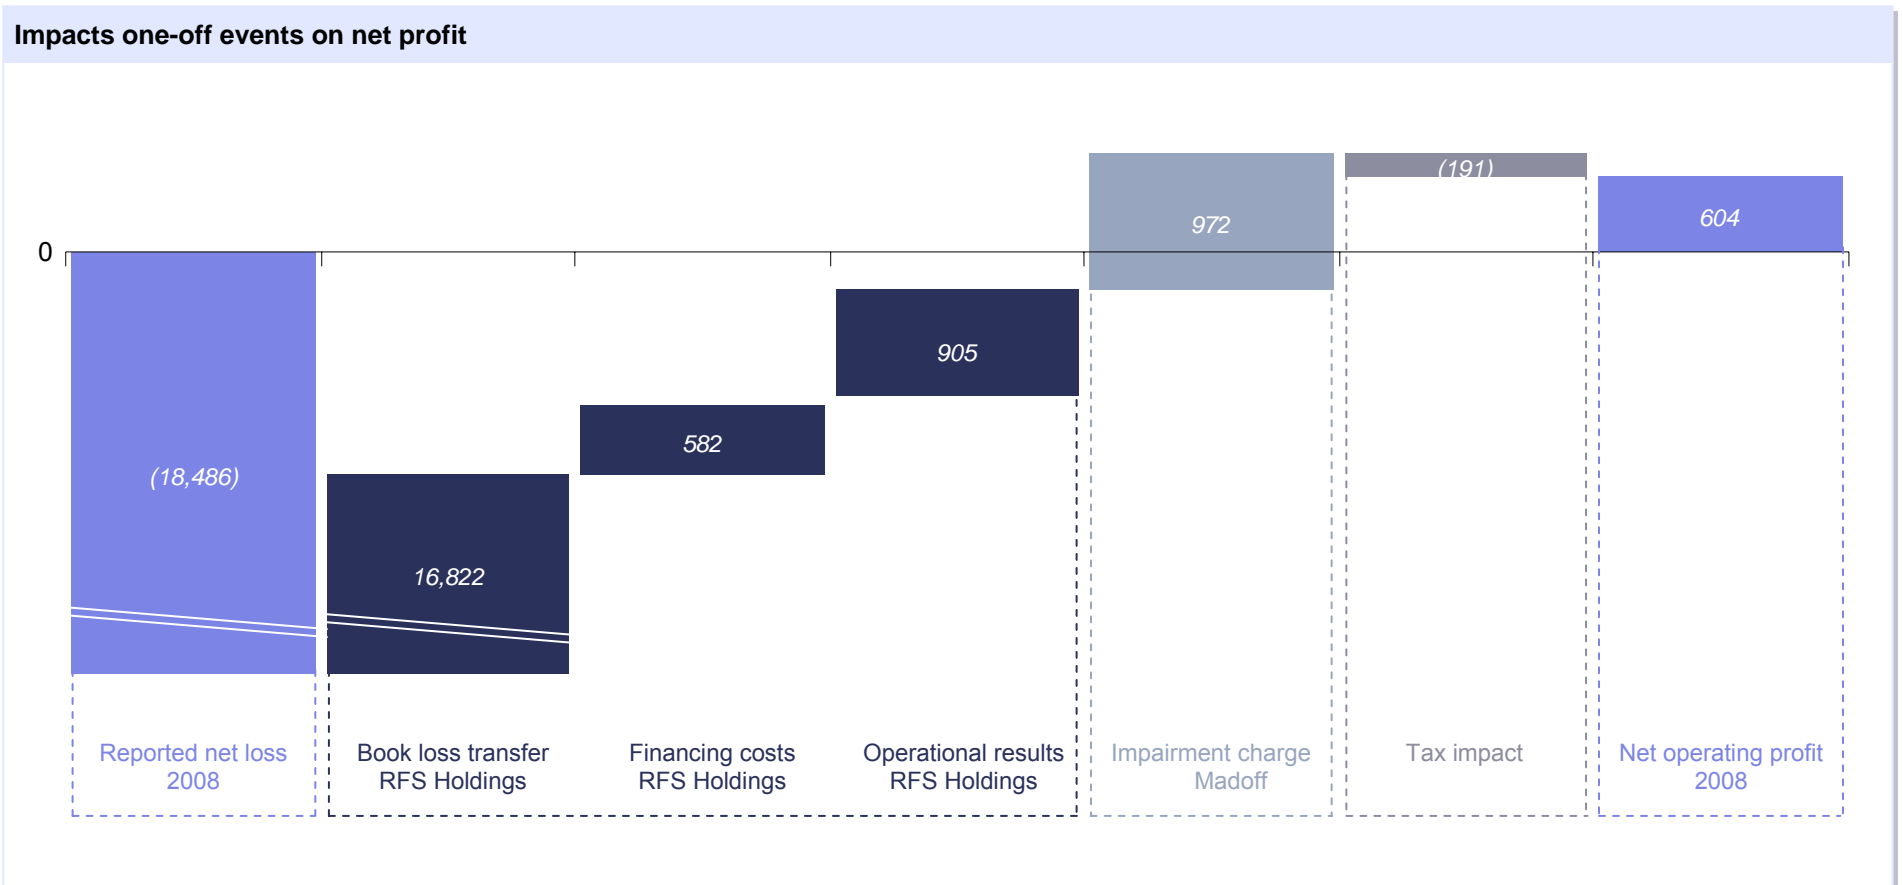 Impacts one-off events on net profit
(191)
972
604
0
905
582
(18,486)
16,822
Reported net loss
2008
Book loss transfer
RFS Holdings
Financing costs
RFS Holdings
Operational results
RFS Holdings
Impairment charge
Madoff
Tax impact
Net operating profit
2008